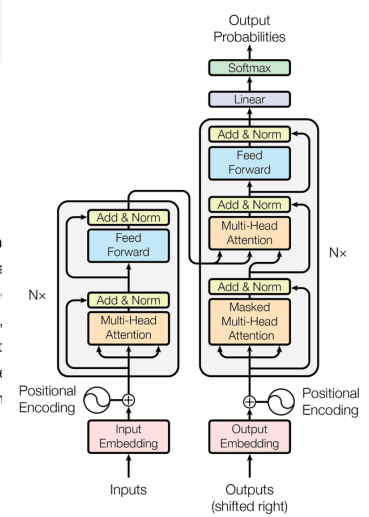 Output
Probabilities
Softmax
Linear
Add & Norm
Feed
Forward
Add & Norm
Multi-Head
Attention
Add & Norm
Masked
Multi-Head
Attention
Nx
Add & Norm
Feed
Forward
Add & Norm
Multi-Head
Attention
N×
Positional
Encoding
Positional
Encoding
Input
Embedding
Output
Embedding
Inputs
Outputs
(shifted right)